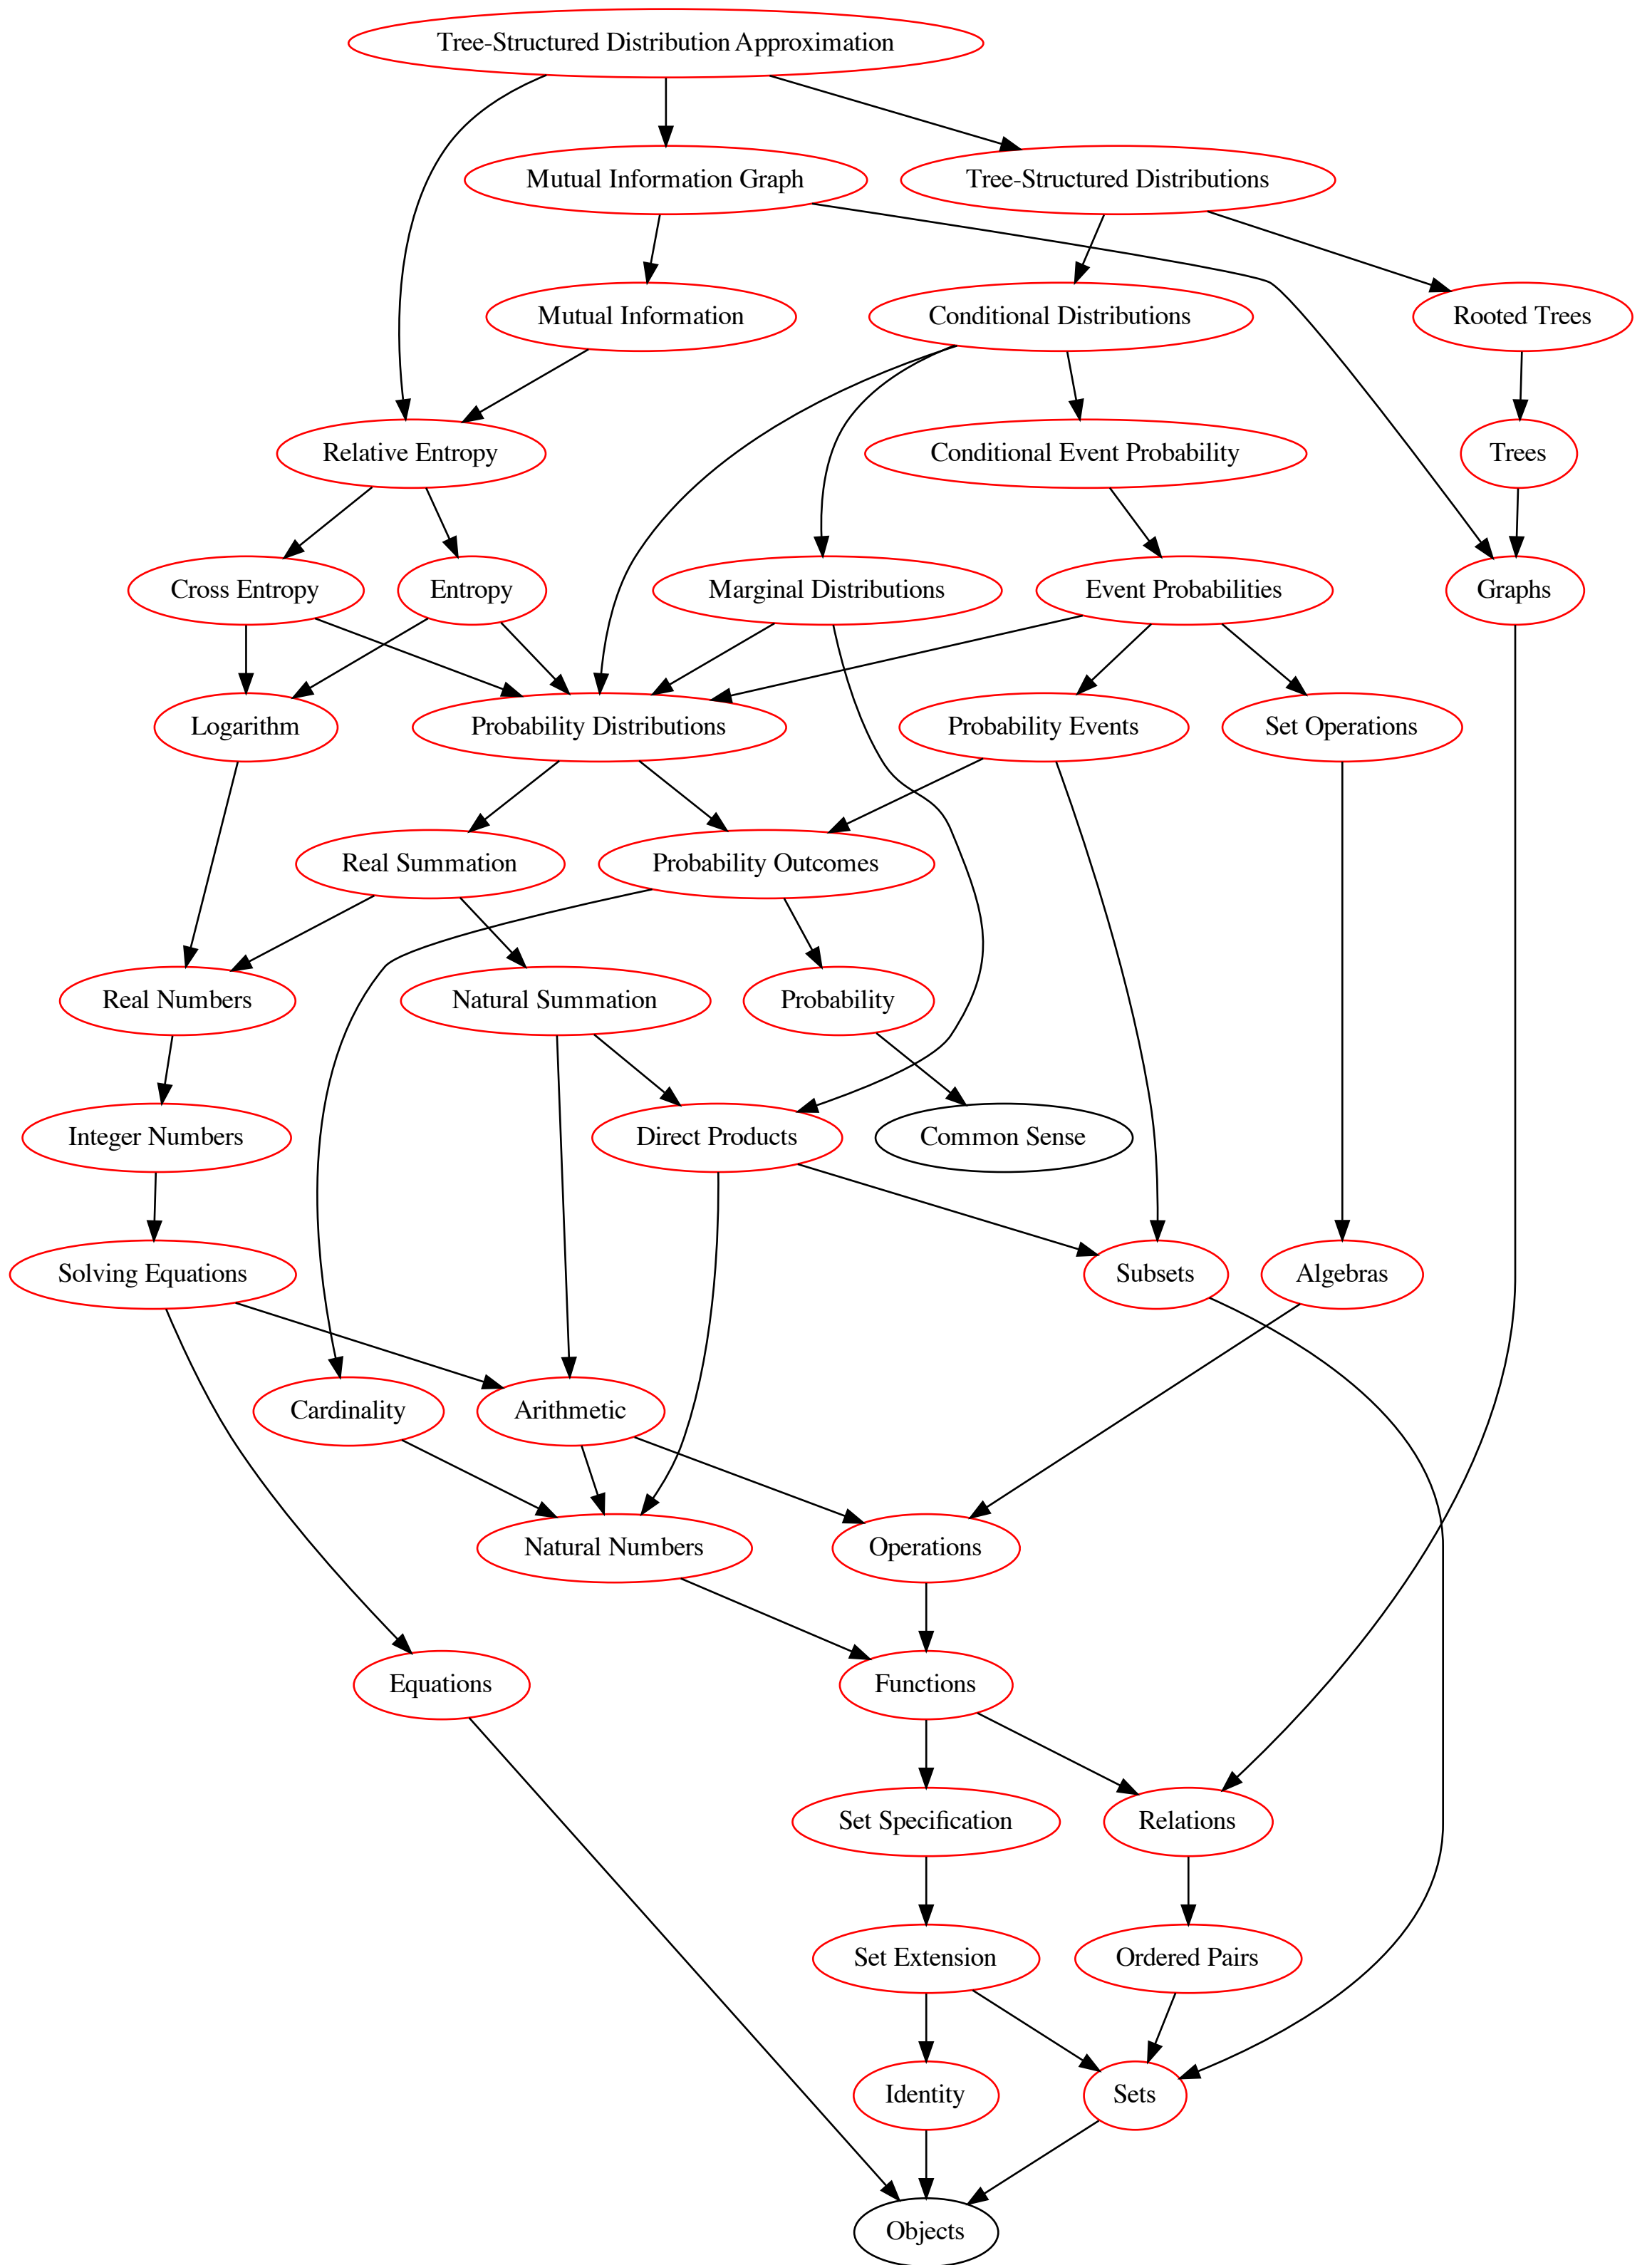 Tree-Structured Distribution Approximation
Mutual Information Graph
Tree-Structured Distributions
Mutual Information
Conditional Distributions
Rooted Trees
Relative Entropy
Conditional Event Probability
Trees
Cross Entropy
Entropy
Marginal Distributions
Event Probabilities
Graphs
Logarithm
Probability Distributions
Probability Events
Set Operations
Real Summation
Probability Outcomes
Real Numbers
Natural Summation
Probability
Integer Numbers
Direct Products
Common Sense
Solving Equations
Subsets
Algebras
Cardinality
Arithmetic
Natural Numbers
Operations
Equations
Functions
Set Specification
Relations
Set Extension
Ordered Pairs
Identity
Sets
Objects